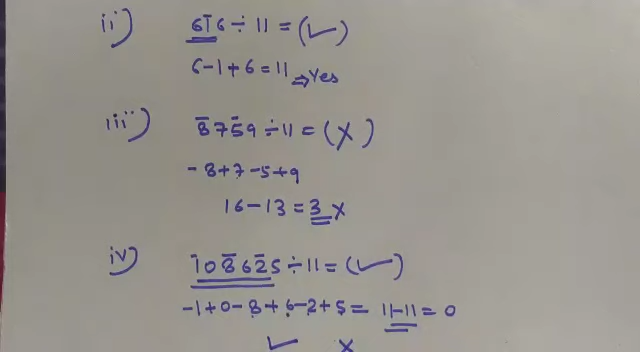 ii) 6̅1̅6 ÷ 11 = (✓)
6-1+6=11 ⇒ Yes
iii) 8̅75̅9 ÷ 11 = (X)
-8+7-5+9
16-13=3 X
iv) 1̅08̅62̅5 ÷ 11 = (✓)
-1+0-8+6-2+5= 11-11=0
✓ X